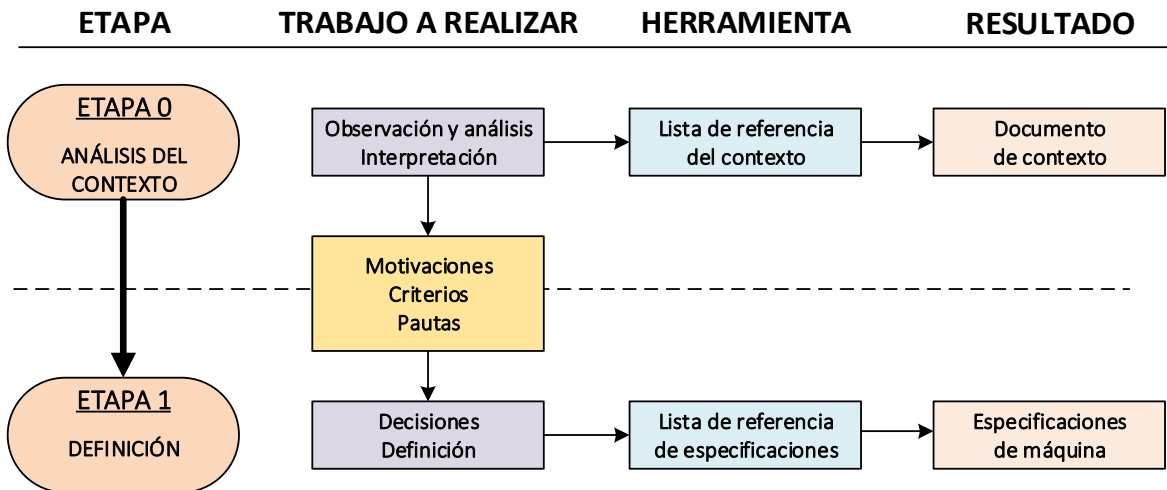 ETAPA TRABAJO A REALIZAR HERRAMIENTA RESULTADO
ETAPA 0
ANÁLISIS DEL
CONTEXTO
Observación y análisis
Interpretación
Lista de referencia
del contexto
Documento
de contexto
Motivaciones
Criterios
Pautas
ETAPA 1
DEFINICIÓN
Decisiones
Definición
Lista de referencia
de especificaciones
Especificaciones
de máquina